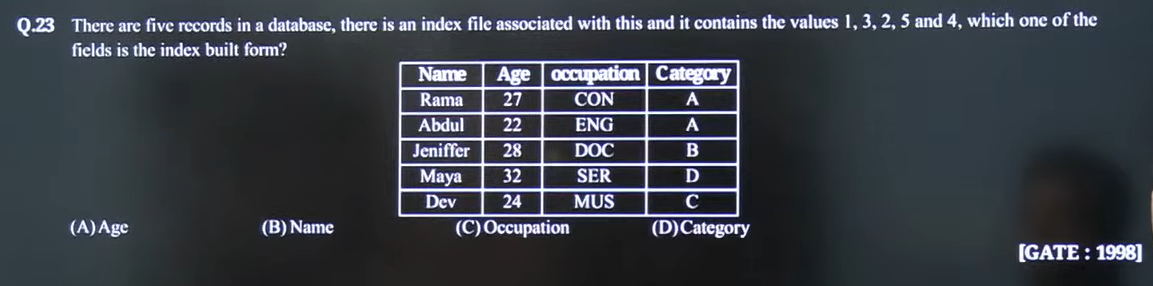 Q.23 There are five records in a database, there is an index file associated with this and it contains the values 1, 3, 2, 5 and 4, which one of the
fields is the index built form?
Name Age occupation Category
Rama 27 CON A
Abdul 22 ENG A
Jeniffer 28 DOC B
Maya 32 SER D
Dev 24 MUS C
(A) Age (B) Name (C) Occupation (D) Category
[GATE : 1998]